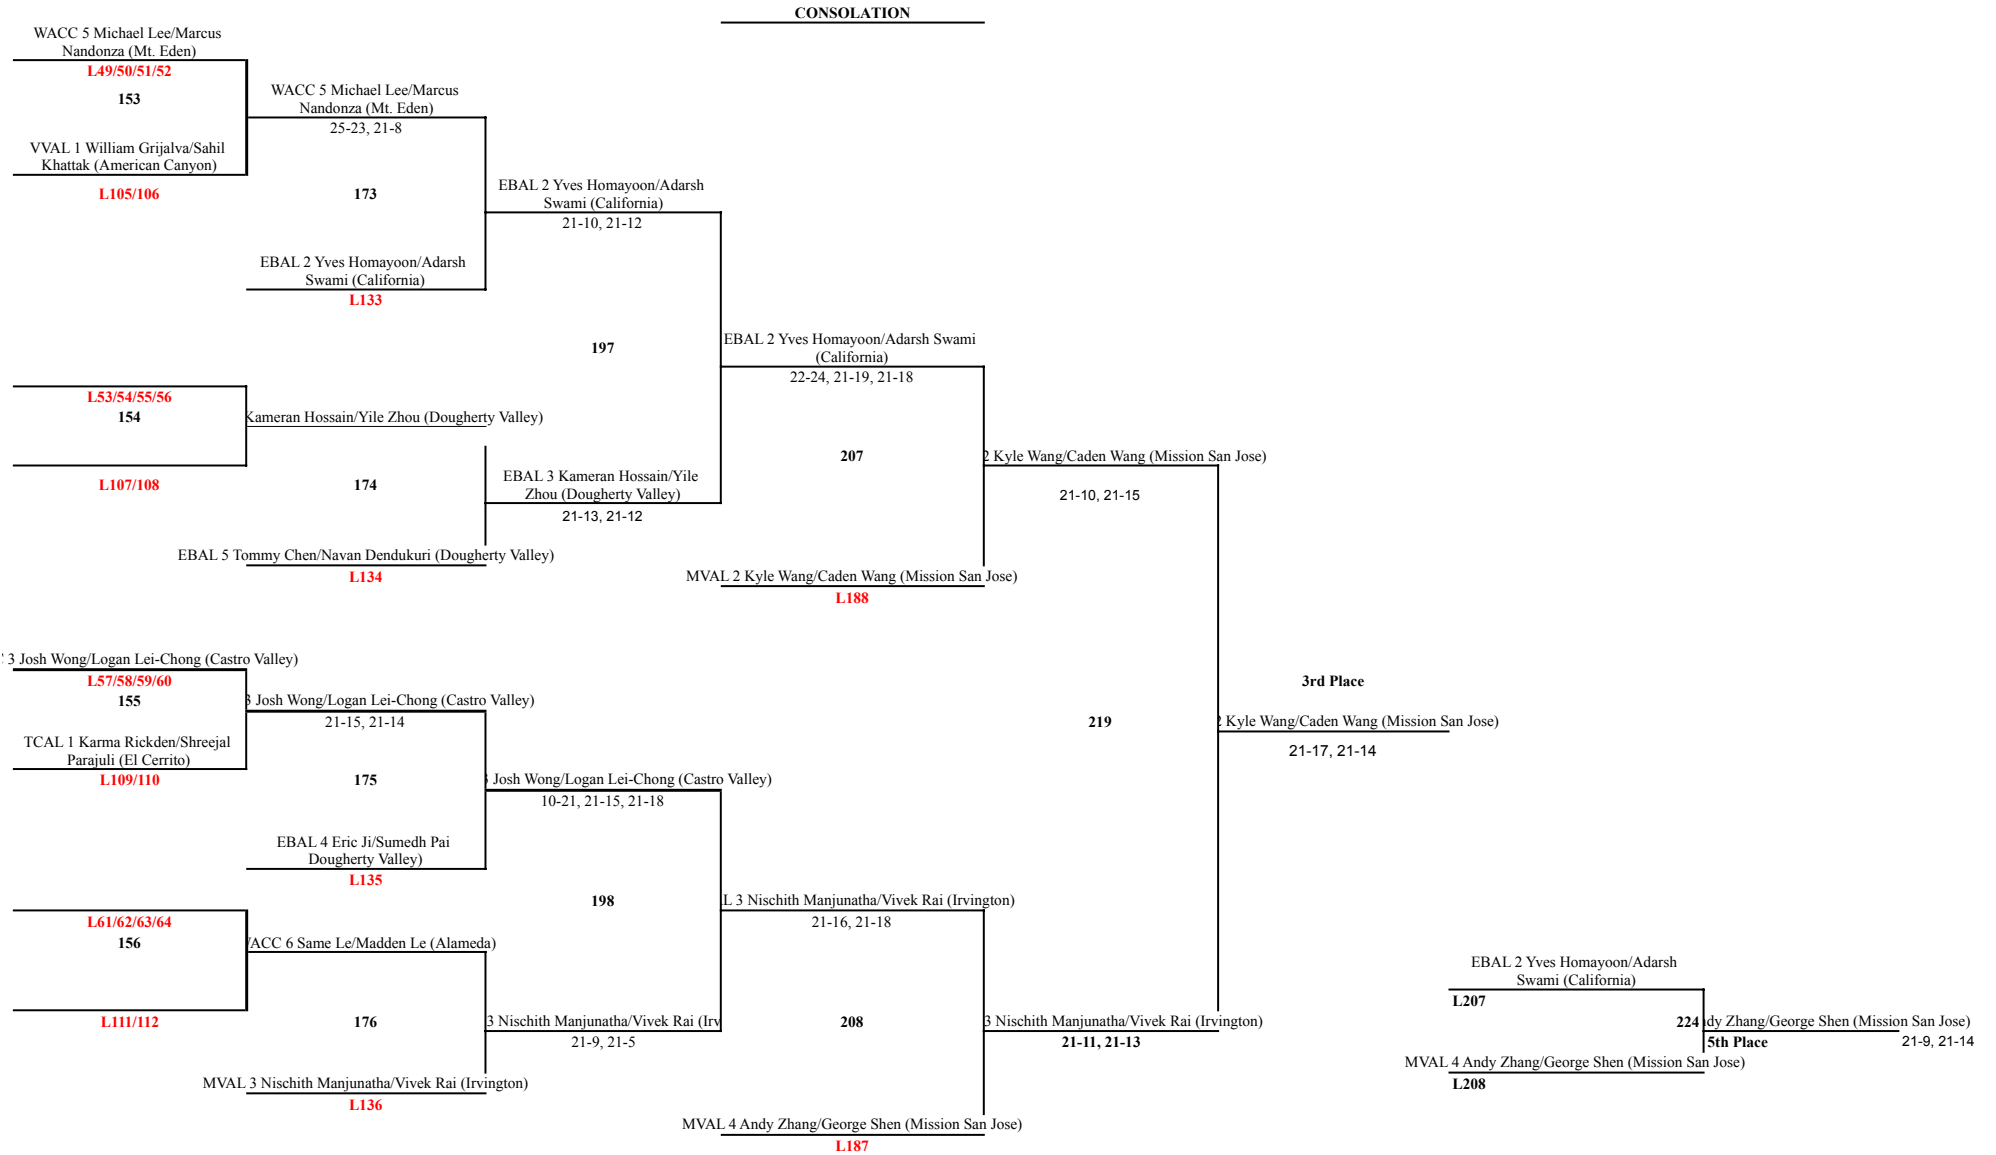 CONSOLATION
WACC 5 Michael Lee/Marcus
Nandonza (Mt. Eden)
L49/50/51/52
153
WACC 5 Michael Lee/Marcus
Nandonza (Mt. Eden)
25-23, 21-8
VVAL 1 William Grijalva/Sahil
Khattak (American Canyon)
L105/106
173
EBAL 2 Yves Homayoon/Adarsh
Swami (California)
21-10, 21-12
EBAL 2 Yves Homayoon/Adarsh
Swami (California)
L133
197
EBAL 2 Yves Homayoon/Adarsh Swami
(California)
22-24, 21-19, 21-18
L53/54/55/56
154
Kameran Hossain/Yile Zhou (Dougherty Valley)
207
2 Kyle Wang/Caden Wang (Mission San Jose)
21-10, 21-15
L107/108
174
EBAL 3 Kameran Hossain/Yile
Zhou (Dougherty Valley)
21-13, 21-12
EBAL 5 Tommy Chen/Navan Dendukuri (Dougherty Valley)
L134
MVAL 2 Kyle Wang/Caden Wang (Mission San Jose)
L188
3 Josh Wong/Logan Lei-Chong (Castro Valley)
L57/58/59/60
155
3 Josh Wong/Logan Lei-Chong (Castro Valley)
21-15, 21-14
3rd Place
219
2 Kyle Wang/Caden Wang (Mission San Jose)
21-17, 21-14
TCAL 1 Karma Rickden/Shreejal
Parajuli (El Cerrito)
L109/110
175
3 Josh Wong/Logan Lei-Chong (Castro Valley)
10-21, 21-15, 21-18
EBAL 4 Eric Ji/Sumedh Pai
Dougherty Valley)
L135
198
L 3 Nischith Manjunatha/Vivek Rai (Irvington)
21-16, 21-18
L61/62/63/64
156
ACC 6 Same Le/Madden Le (Alameda)
L111/112
176
3 Nischith Manjunatha/Vivek Rai (Irv
21-9, 21-5
208
3 Nischith Manjunatha/Vivek Rai (Irvington)
21-11, 21-13
EBAL 2 Yves Homayoon/Adarsh
Swami (California)
L207
224
dy Zhang/George Shen (Mission San Jose)
5th Place
21-9, 21-14
MVAL 4 Andy Zhang/George Shen (Mission San Jose)
L208
MVAL 3 Nischith Manjunatha/Vivek Rai (Irvington)
L136
MVAL 4 Andy Zhang/George Shen (Mission San Jose)
L187